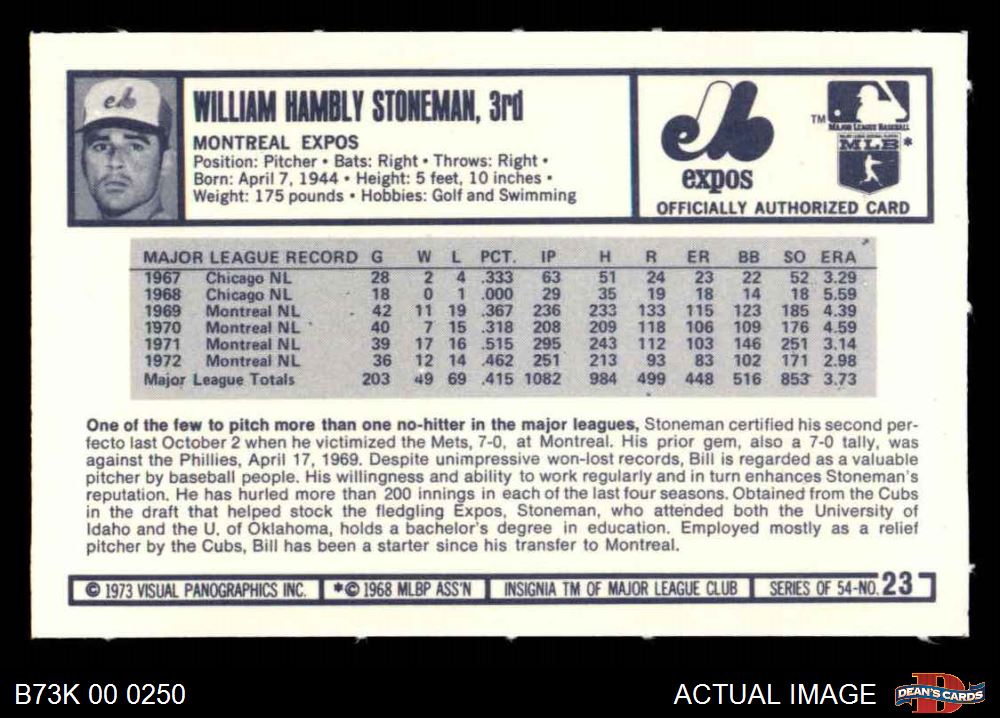 WILLIAM HAMBLY STONEMAN, 3rd
MONTREAL EXPOS
Position: Pitcher • Bats: Right • Throws: Right •
Born: April 7, 1944 • Height: 5 feet, 10 inches •
Weight: 175 pounds • Hobbies: Golf and Swimming
eb
eb
expos
TM
MAJOR LEAGUE BASEBALL
MLB *
OFFICIALLY AUTHORIZED CARD
MAJOR LEAGUE RECORD G W L PCT. IP H R ER BB SO ERA
1967 Chicago NL 28 2 4 .333 63 51 24 23 22 52 3.29
1968 Chicago NL 18 0 1 .000 29 35 19 18 14 18 5.59
1969 Montreal NL 42 11 19 .367 236 233 133 115 123 185 4.39
1970 Montreal NL 40 7 15 .318 208 209 118 106 109 176 4.59
1971 Montreal NL 39 17 16 .515 295 243 112 103 146 251 3.14
1972 Montreal NL 36 12 14 .462 251 213 93 83 102 171 2.98
Major League Totals 203 49 69 .415 1082 984 499 448 516 853 3.73
One of the few to pitch more than one no-hitter in the major leagues, Stoneman certified his second per-
fecto last October 2 when he victimized the Mets, 7-0, at Montreal. His prior gem, also a 7-0 tally, was
against the Phillies, April 17, 1969. Despite unimpressive won-lost records, Bill is regarded as a valuable
pitcher by baseball people. His willingness and ability to work regularly and in turn enhances Stoneman's
reputation. He has hurled more than 200 innings in each of the last four seasons. Obtained from the Cubs
in the draft that helped stock the fledgling Expos, Stoneman, who attended both the University of
Idaho and the U. of Oklahoma, holds a bachelor's degree in education. Employed mostly as a relief
pitcher by the Cubs, Bill has been a starter since his transfer to Montreal.
© 1973 VISUAL PANOGRAPHICS INC. *© 1968 MLBP ASS'N INSIGNIA TM OF MAJOR LEAGUE CLUB SERIES OF 54-NO. 23
B73K 00 0250
ACTUAL IMAGE
DEAN'S CARDS